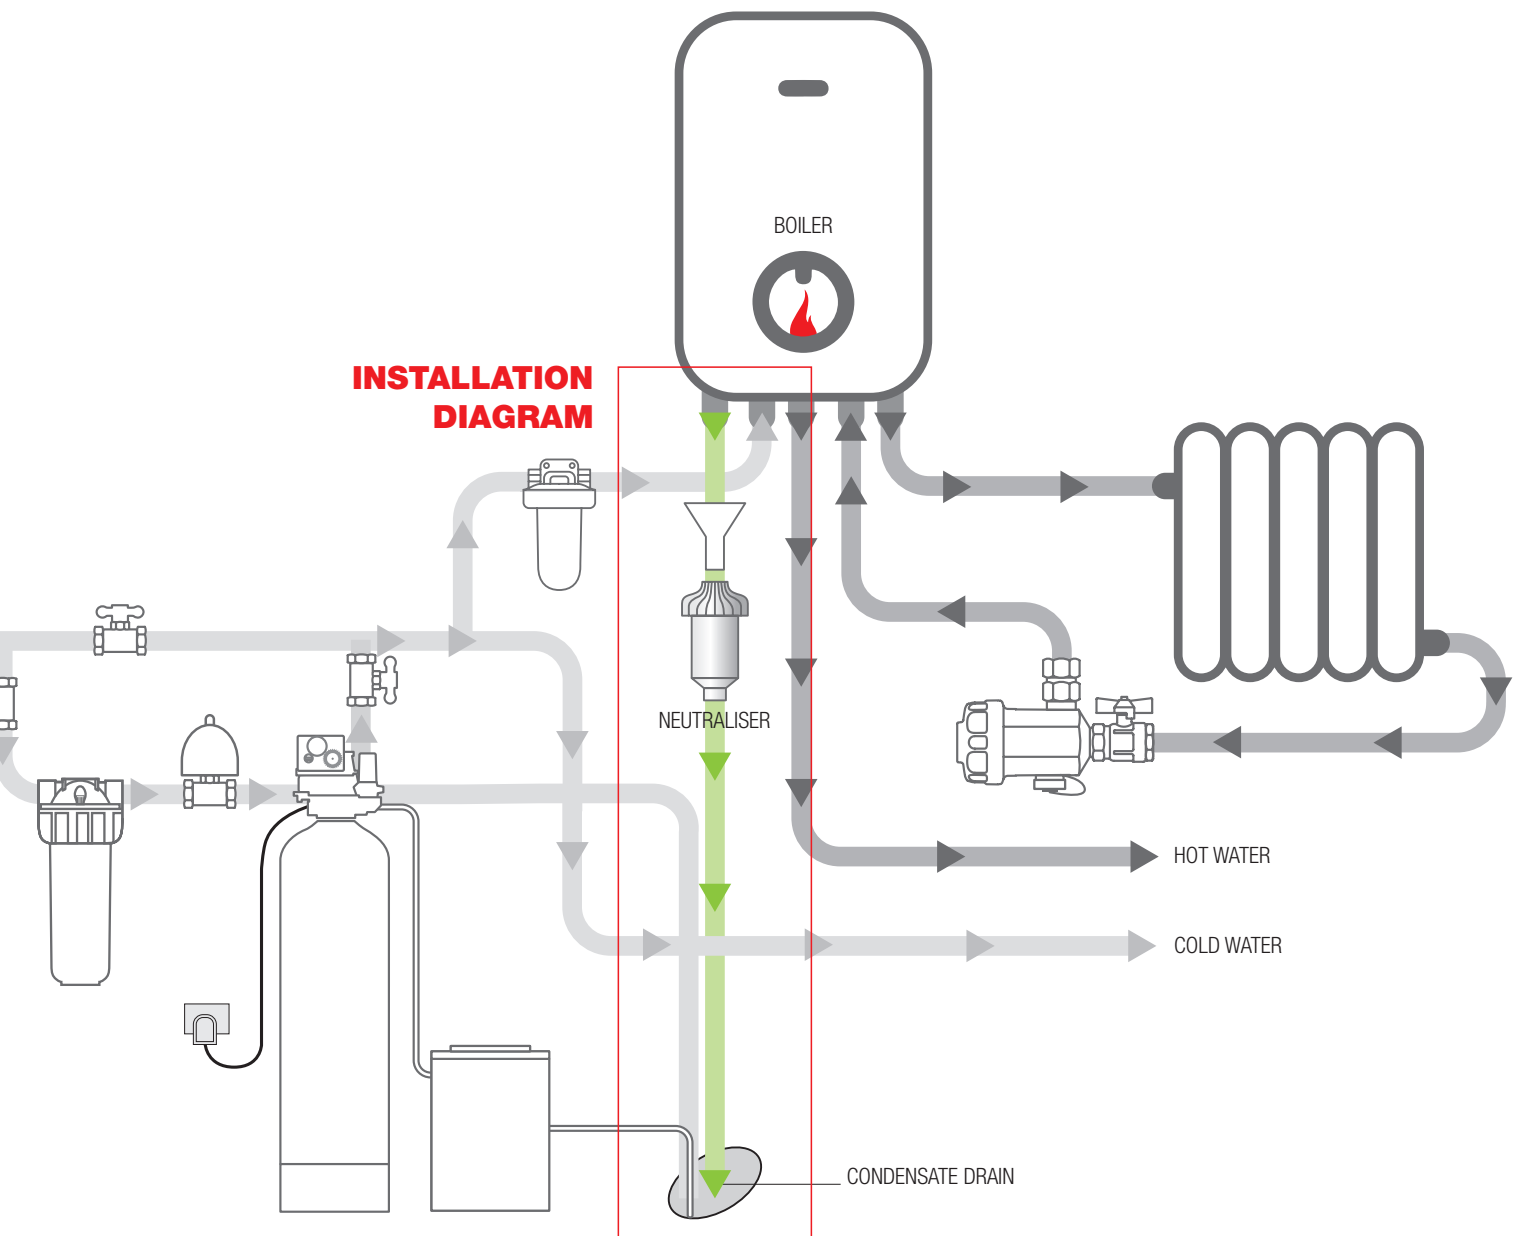 BOILER
INSTALLATION
DIAGRAM
NEUTRALISER
HOT WATER
COLD WATER
CONDENSATE DRAIN